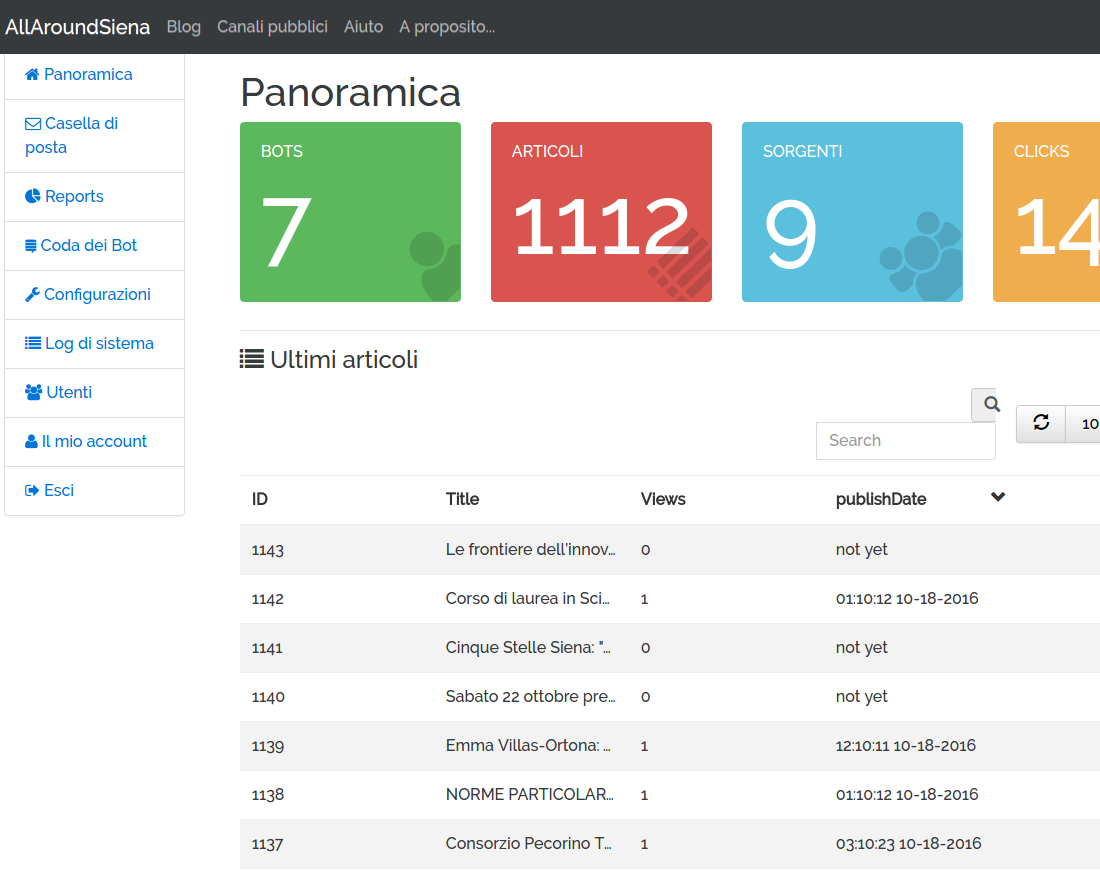 AllAroundSiena Blog Canali pubblici Aiuto A proposito...
Panoramica
Casella di
posta
Reports
Coda dei Bot
Configurazioni
Log di sistema
Utenti
Il mio account
Esci
Panoramica
BOTS
7
ARTICOLI
1112
SORGENTI
9
CLICKS
14
Ultimi articoli
Search
10
ID Title Views publishDate
1143 Le frontiere dell'innov... 0 not yet
1142 Corso di laurea in Sci... 1 01:10:12 10-18-2016
1141 Cinque Stelle Siena: "... 0 not yet
1140 Sabato 22 ottobre pre... 0 not yet
1139 Emma Villas-Ortona: ... 1 12:10:11 10-18-2016
1138 NORME PARTICOLAR... 1 01:10:12 10-18-2016
1137 Consorzio Pecorino T... 1 03:10:23 10-18-2016